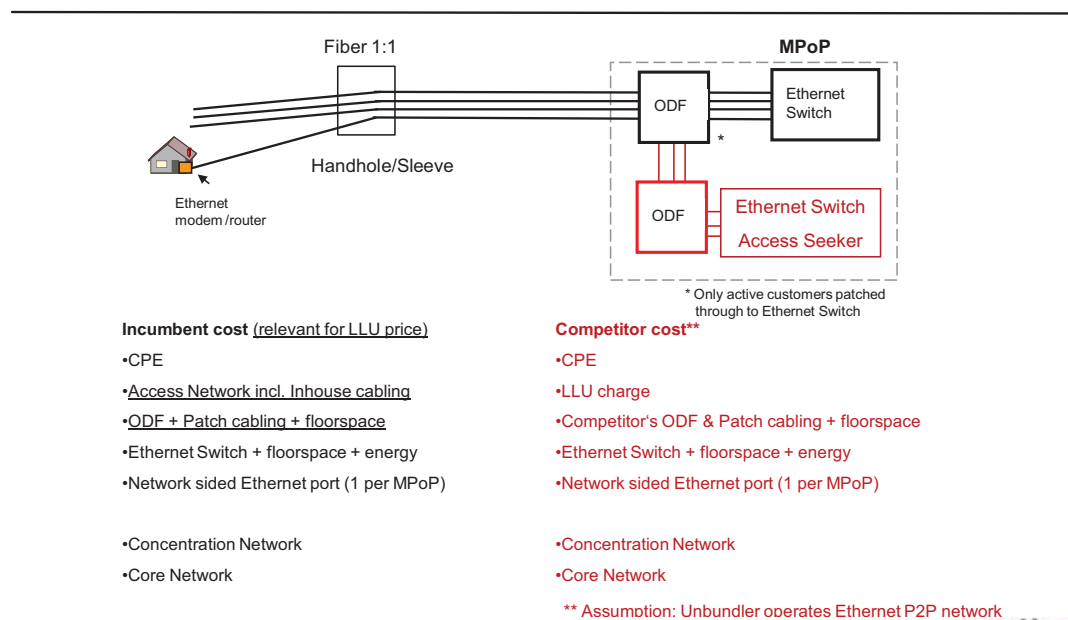 Fiber 1:1
MPoP
ODF
Ethernet
Switch
*
Handhole/Sleeve
Ethernet
modem/router
ODF
Ethernet Switch
Access Seeker
* Only active customers patched
through to Ethernet Switch
Incumbent cost (relevant for LLU price)
•CPE
•Access Network incl. Inhouse cabling
•ODF + Patch cabling + floorspace
•Ethernet Switch + floorspace + energy
•Network sided Ethernet port (1 per MPoP)
•Concentration Network
•Core Network
Competitor cost**
•CPE
•LLU charge
•Competitor‘s ODF & Patch cabling + floorspace
•Ethernet Switch + floorspace + energy
•Network sided Ethernet port (1 per MPoP)
•Concentration Network
•Core Network
** Assumption: Unbundler operates Ethernet P2P network